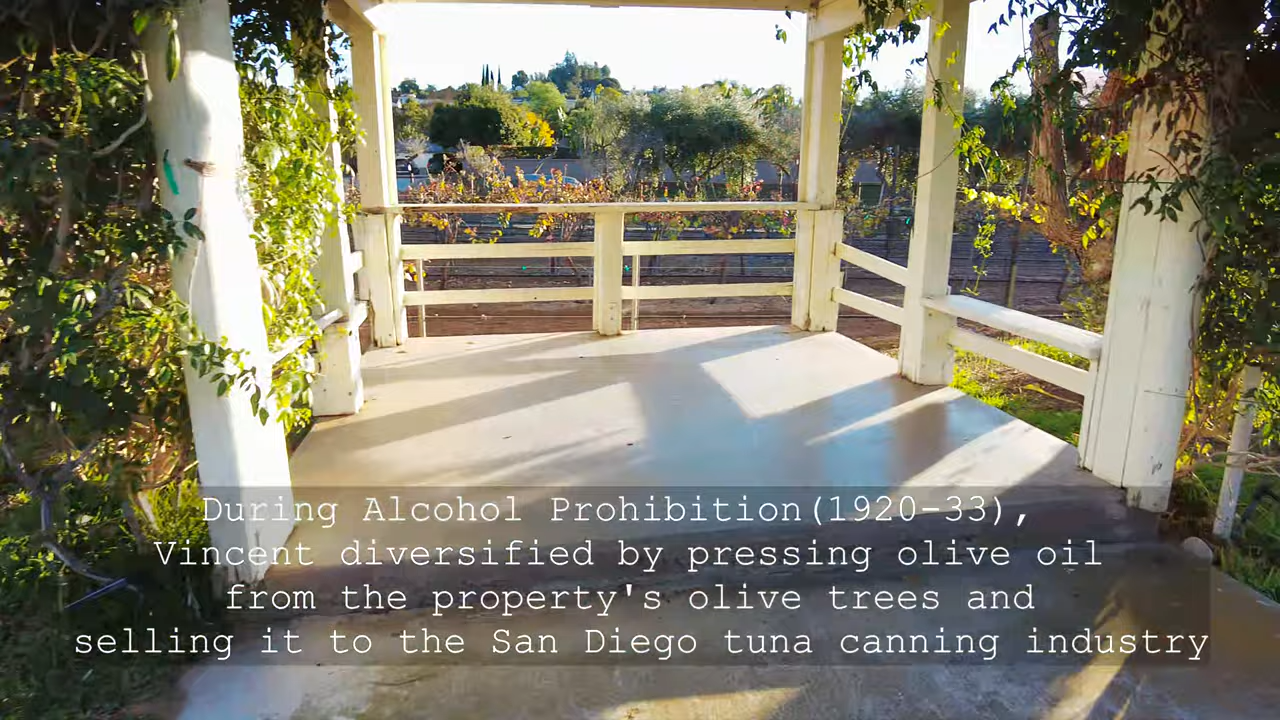 During Alcohol Prohibition(1920-33),
Vincent diversified by pressing olive oil
from the property's olive trees and
selling it to the San Diego tuna canning industry